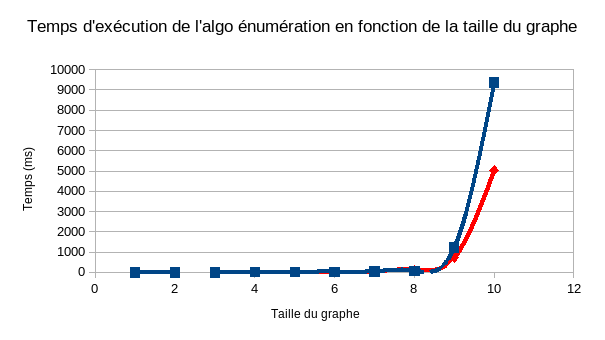 Temps d'exécution de l'algo énumération en fonction de la taille du graphe
10000
9000
8000
7000
6000
5000
4000
3000
2000
1000
0
Temps (ms)
0 2 4 6 8 10 12
Taille du graphe